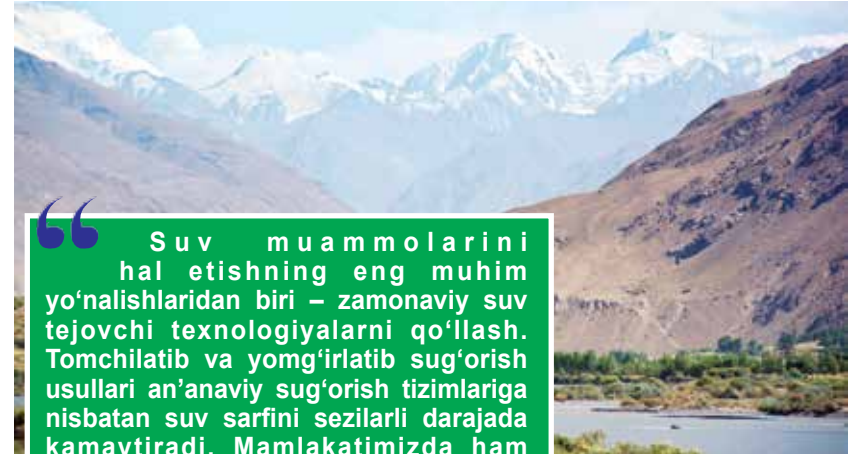 “ Suv muammolarini
hal etishning eng muhim
yo‘nalishlaridan biri – zamonaviy suv
tejovchi texnologiyalarni qo‘llash.
Tomchilatib va yomg‘irlatib sug‘orish
usullari an’anaviy sug‘orish tizimlariga
nisbatan suv sarfini sezilarli darajada
kamaytiradi. Mamlakatimizda ham